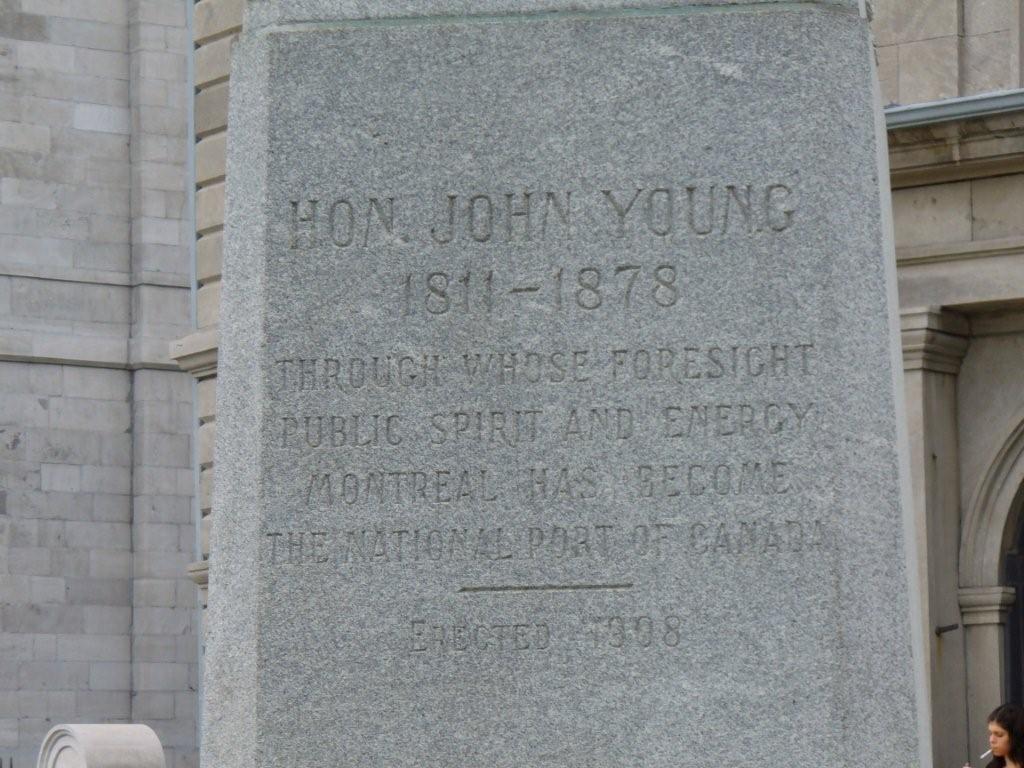 HON. JOHN YOUNG
1811-1878
THROUGH WHOSE FORESIGHT
PUBLIC SPIRIT AND ENERGY
MONTREAL HAS BECOME
THE NATIONAL PORT OF CANADA
ERECTED 1908